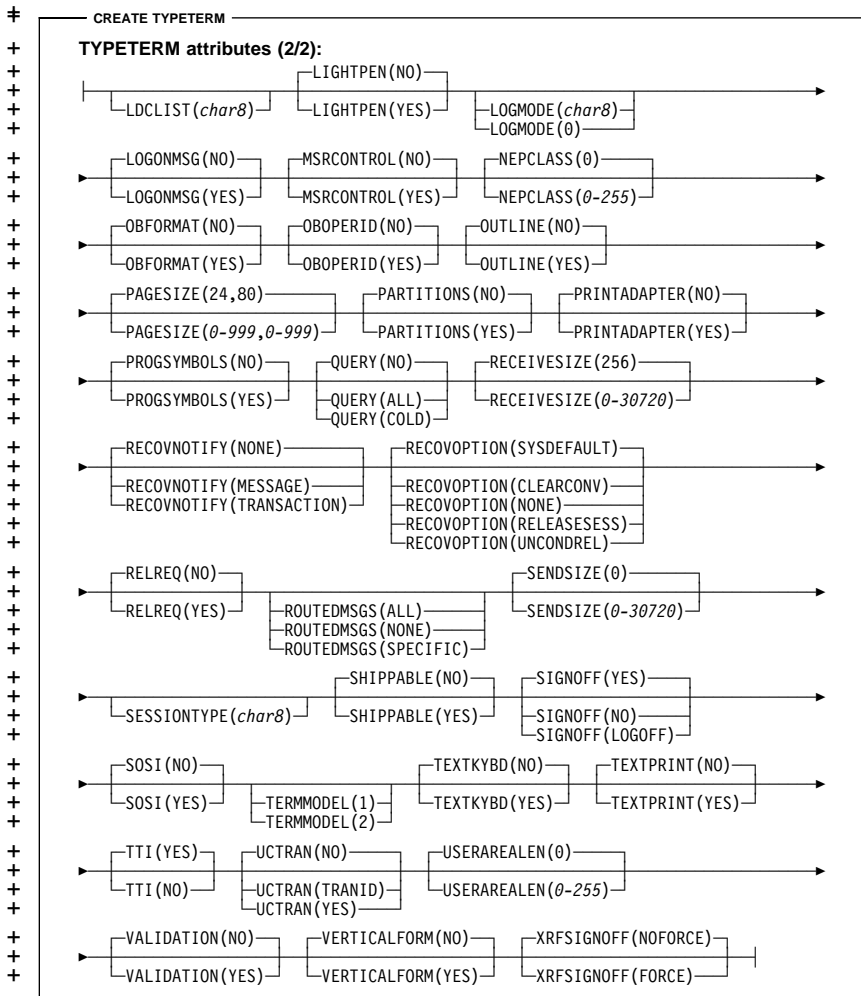 CREATE TYPETERM
TYPETERM attributes (2/2):
LIGHTPEN(NO)
LDCLIST(char8) LIGHTPEN(YES) LOGMODE(char8)
LOGMODE(0)
LOGONMSG(NO) MSRCONTROL(NO) NEPCLASS(0)
LOGONMSG(YES) MSRCONTROL(YES) NEPCLASS(0-255)
OBFORMAT(NO) OBOPERID(NO) OUTLINE(NO)
OBFORMAT(YES) OBOPERID(YES) OUTLINE(YES)
PAGESIZE(24,80) PARTITIONS(NO) PRINTADAPTER(NO)
PAGESIZE(0-999,0-999) PARTITIONS(YES) PRINTADAPTER(YES)
PROGSYMBOLS(NO) QUERY(NO) RECEIVESIZE(256)
PROGSYMBOLS(YES) QUERY(ALL) RECEIVESIZE(0-30720)
QUERY(COLD)
RECOVNOTIFY(NONE) RECOVOPTION(SYSDEFAULT)
RECOVNOTIFY(MESSAGE) RECOVOPTION(CLEARCONV)
RECOVNOTIFY(TRANSACTION) RECOVOPTION(NONE)
RECOVOPTION(RELEASESESS)
RECOVOPTION(UNCONDREL)
RELREQ(NO) SENDSIZE(0)
RELREQ(YES) ROUTEDMSGS(ALL) SENDSIZE(0-30720)
ROUTEDMSGS(NONE)
ROUTEDMSGS(SPECIFIC)
SHIPPABLE(NO) SIGNOFF(YES)
SESSIONTYPE(char8) SHIPPABLE(YES) SIGNOFF(NO)
SIGNOFF(LOGOFF)
SOSI(NO) TEXTKYBD(NO) TEXTPRINT(NO)
SOSI(YES) TERMMODEL(1) TEXTKYBD(YES) TEXTPRINT(YES)
TERMMODEL(2)
TTI(YES) UCTRAN(NO) USERAREALEN(0)
TTI(NO) UCTRAN(TRANID) USERAREALEN(0-255)
UCTRAN(YES)
VALIDATION(NO) VERTICALFORM(NO) XRFSIGNOFF(NOFORCE)
VALIDATION(YES) VERTICALFORM(YES) XRFSIGNOFF(FORCE)